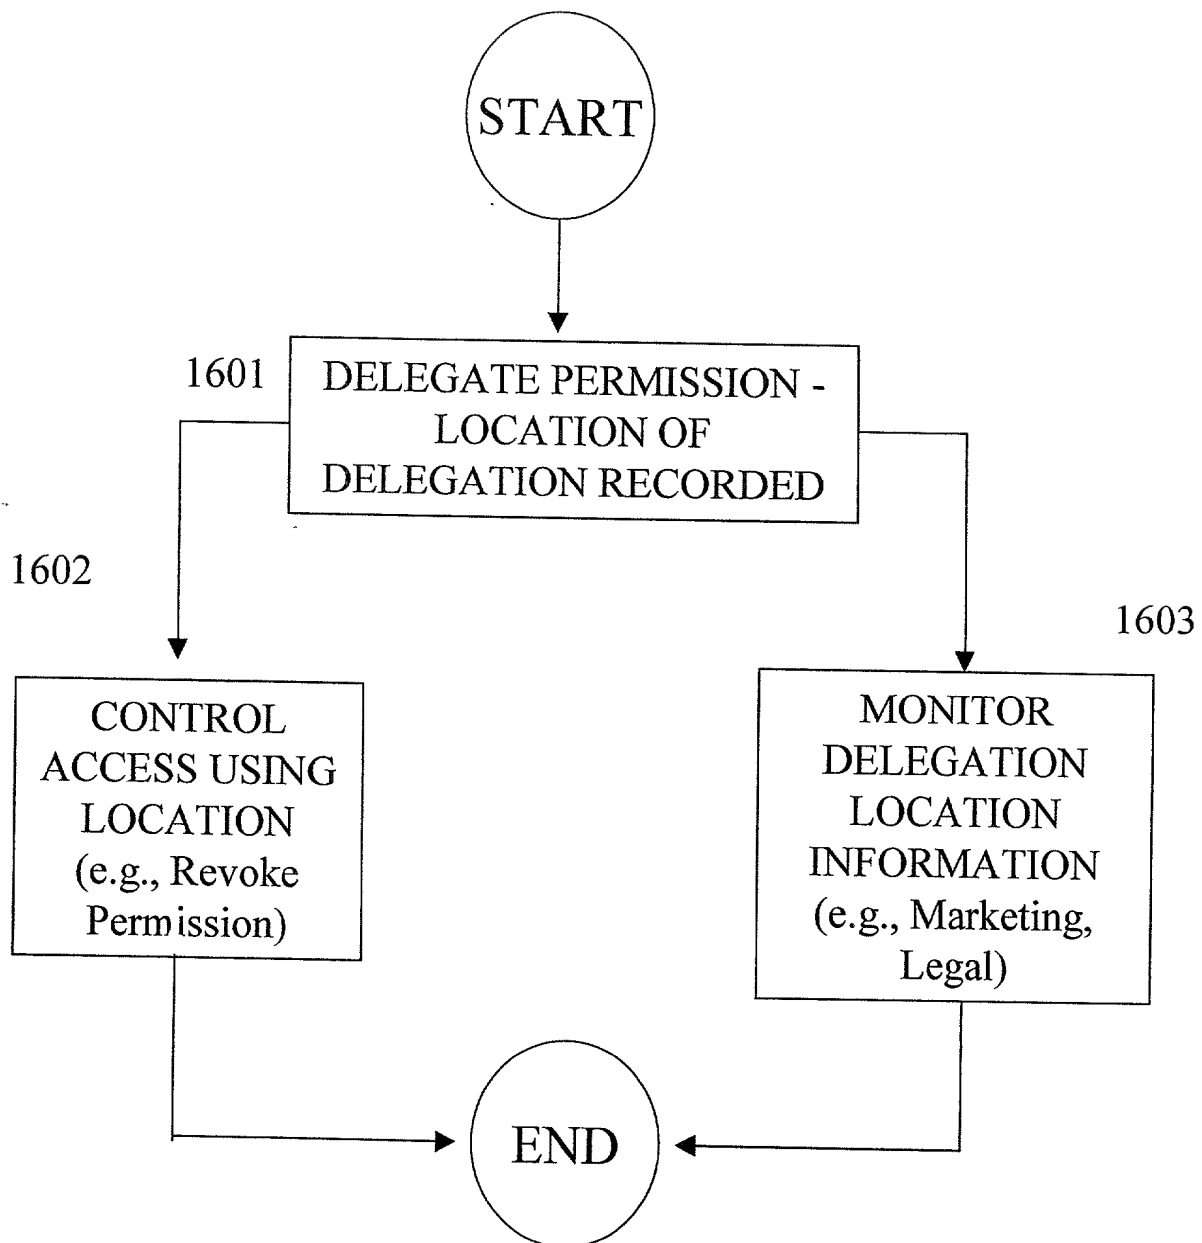 START
1601
DELEGATE PERMISSION -
LOCATION OF
DELEGATION RECORDED
1602
1603
CONTROL
ACCESS USING
LOCATION
(e.g., Revoke
Permission)
MONITOR
DELEGATION
LOCATION
INFORMATION
(e.g., Marketing,
Legal)
END